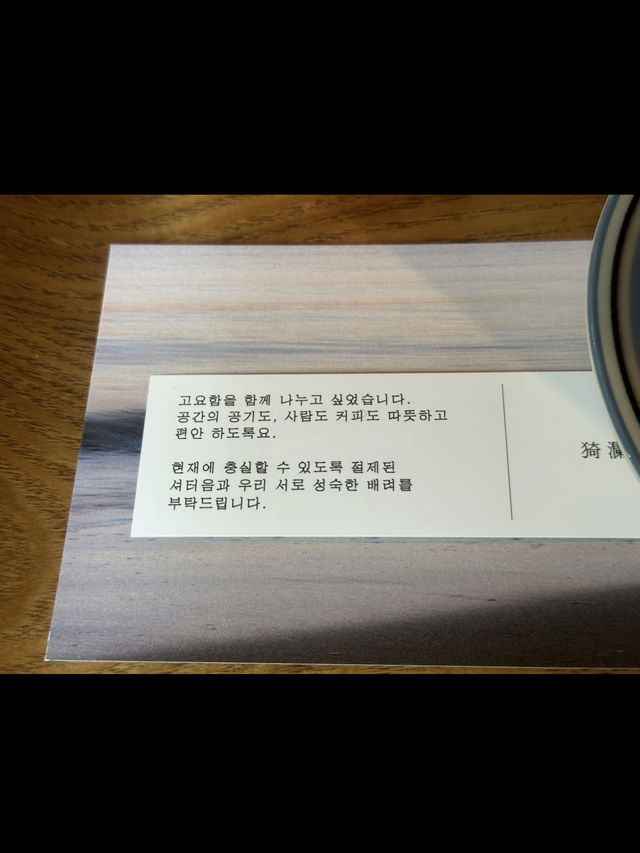 고요함을 함께 나누고 싶었습니다.
공간의 공기도, 사람도 커피도 따뜻하고
편안 하도록요.
현재에 충실할 수 있도록 절제된
셔터음과 우리 서로 성숙한 배려를
부탁드립니다.
猗瀾